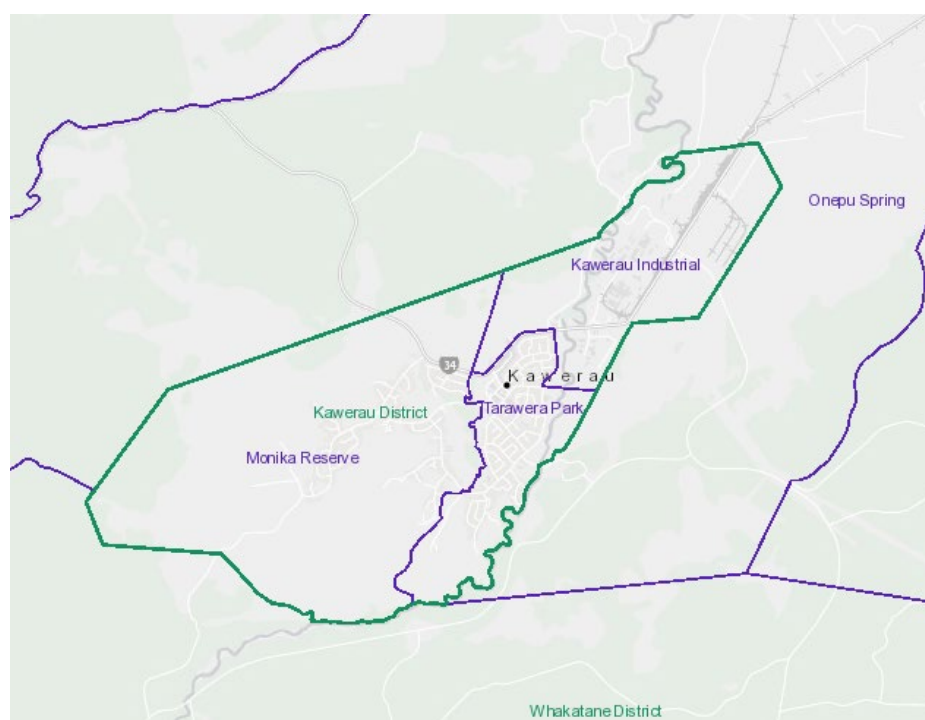 Onepu Spring
Kawerau Industrial
34
Kawerau
Kawerau District
Tarawera Park
Monika Reserve
Whakatane District